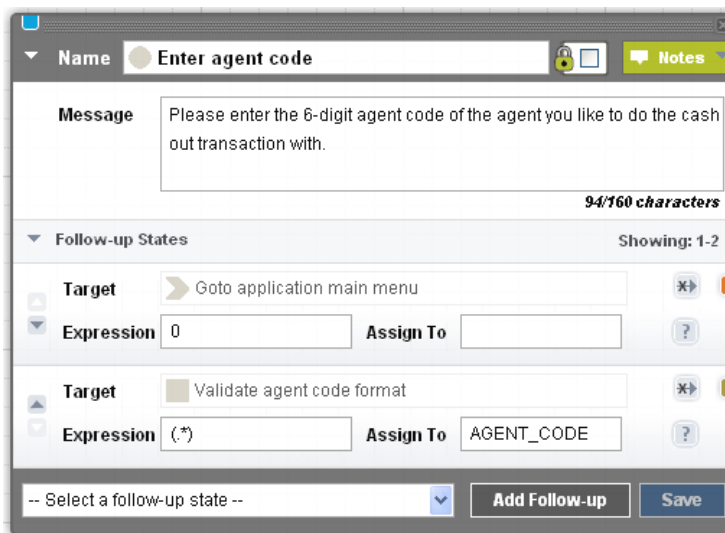 Name Enter agent code Notes
Message Please enter the 6-digit agent code of the agent you like to do the cash
out transaction with.
94/160 characters
Follow-up States Showing: 1-2
Target Goto application main menu
Expression 0 Assign To ?
Target Validate agent code format
Expression (.*) Assign To AGENT_CODE ?
-- Select a follow-up state -- Add Follow-up Save